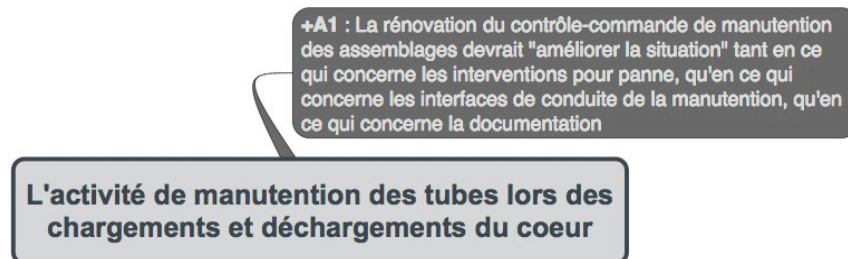 +A1 : La rénovation du contrôle-commande de manutention
des assemblages devrait "améliorer la situation" tant en ce
qui concerne les interventions pour panne, qu'en ce qui
concerne les interfaces de conduite de la manutention, qu'en
ce qui concerne la documentation
L'activité de manutention des tubes lors des
chargements et déchargements du coeur